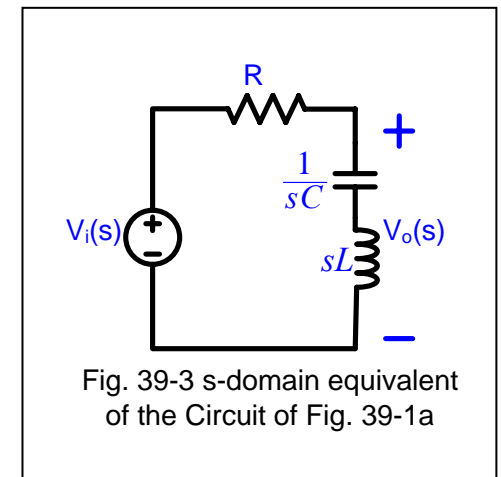 R
+
1
sC
+
Vᵢ(s)
Vₒ(s)
sL
−
−
Fig. 39-3 s-domain equivalent
of the Circuit of Fig. 39-1a